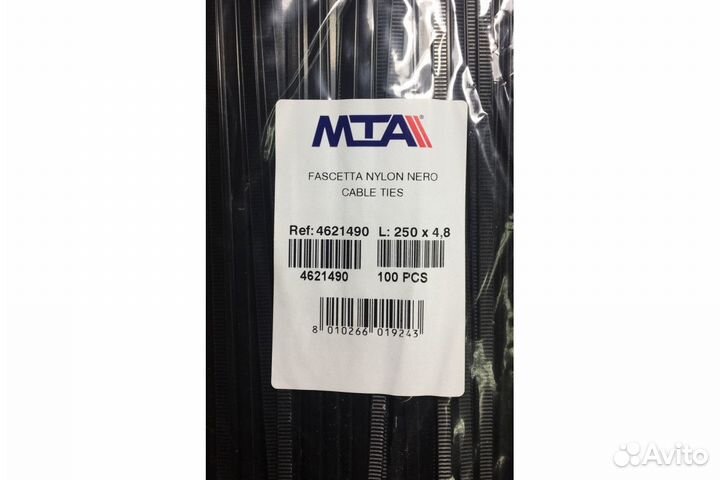 MTA®
FASCETTA NYLON NERO
CABLE TIES
Ref: 4621490 L: 250 x 4,8
4621490 100 PCS
8 010266 019243
Avito